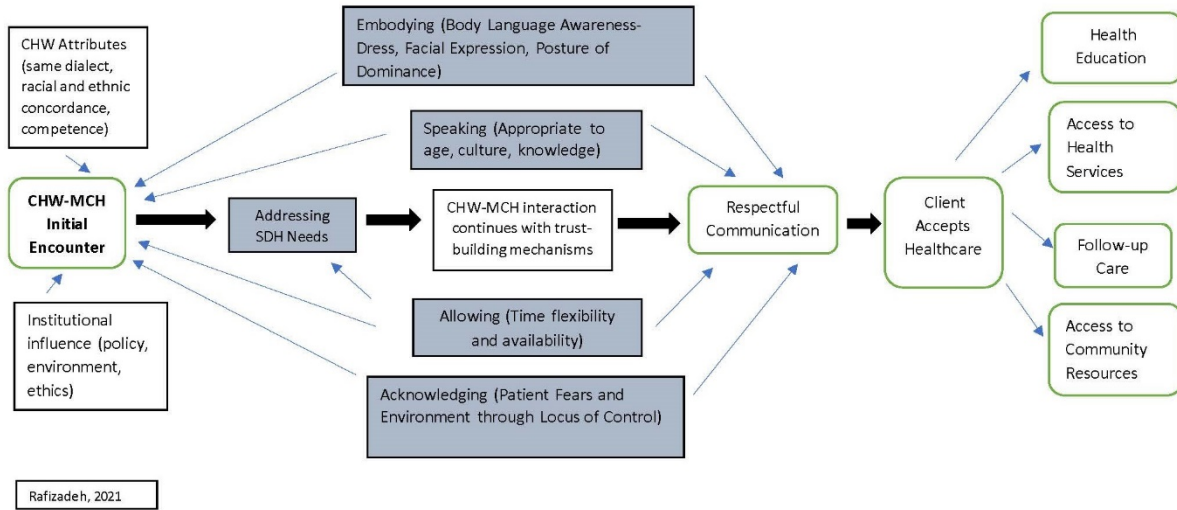 CHW Attributes
(same dialect,
racial and ethnic
concordance,
competence)
CHW-MCH
Initial
Encounter
Institutional
influence (policy,
environment,
ethics)
Embodying (Body Language Awareness-
Dress, Facial Expression, Posture of
Dominance)
Speaking (Appropriate to
age, culture, knowledge)
Addressing
SDH Needs
CHW-MCH interaction
continues with trust-
building mechanisms
Allowing (Time flexibility
and availability)
Acknowledging (Patient Fears and
Environment through Locus of Control)
Respectful
Communication
Client
Accepts
Healthcare
Health
Education
Access to
Health
Services
Follow-up
Care
Access to
Community
Resources
Rafizadeh, 2021